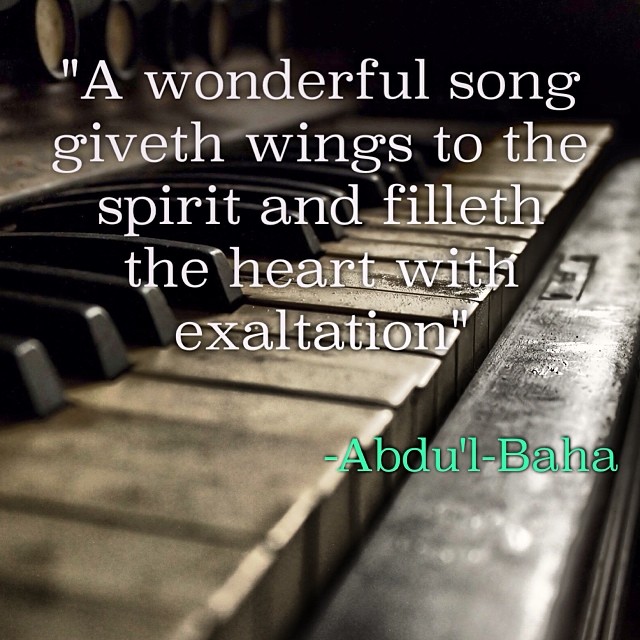 "A wonderful song
giveth wings to the
spirit and filleth
the heart with
exaltation"
-Abdu'l-Baha